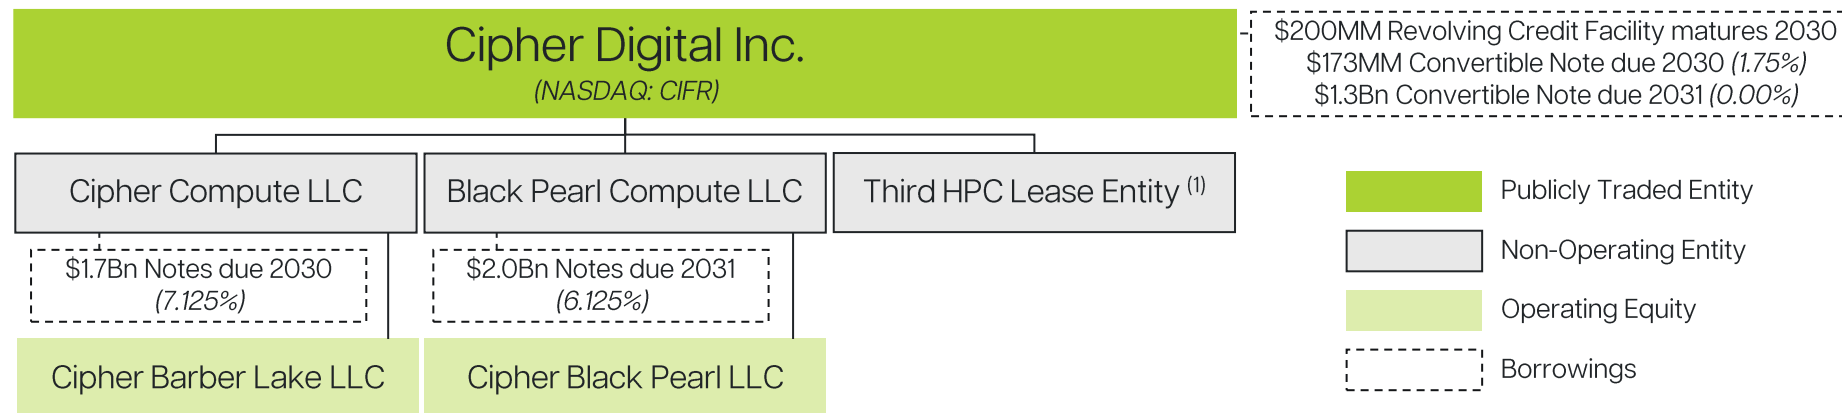 Cipher Digital Inc.
(NASDAQ: CIFR)
$200MM Revolving Credit Facility matures 2030
$173MM Convertible Note due 2030 (1.75%)
$1.3Bn Convertible Note due 2031 (0.00%)
Cipher Compute LLC
Black Pearl Compute LLC
Third HPC Lease Entity (1)
$1.7Bn Notes due 2030
(7.125%)
$2.0Bn Notes due 2031
(6.125%)
Cipher Barber Lake LLC
Cipher Black Pearl LLC
Publicly Traded Entity
Non-Operating Entity
Operating Equity
Borrowings